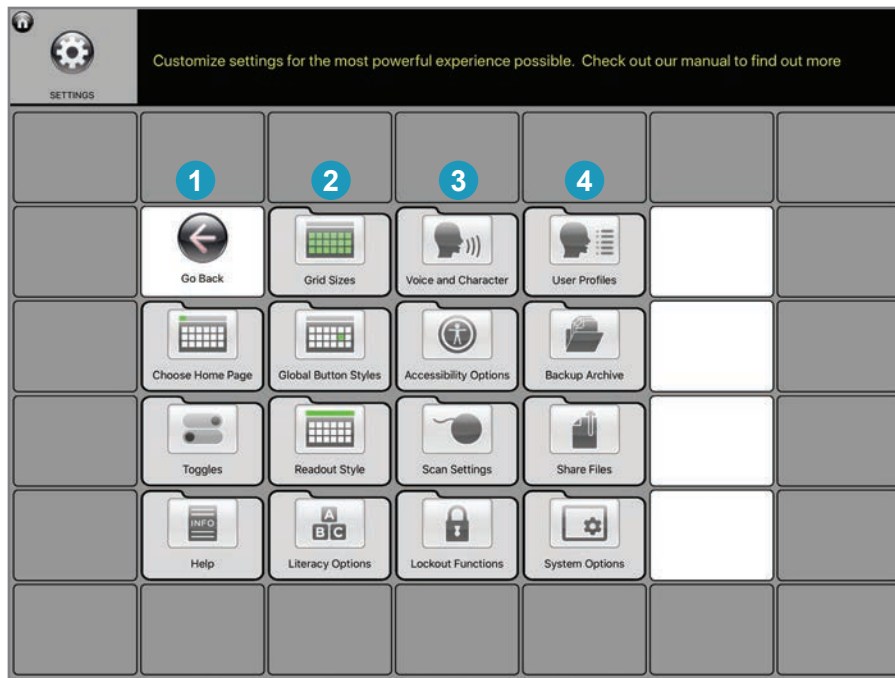 SETTINGS
Customize settings for the most powerful experience possible. Check out our manual to find out more
1 2 3 4
Go Back Grid Sizes Voice and Character User Profiles
Choose Home Page Global Button Styles Accessibility Options Backup Archive
Toggles Readout Style Scan Settings Share Files
INFO A B C
Help Literacy Options Lockout Functions System Options